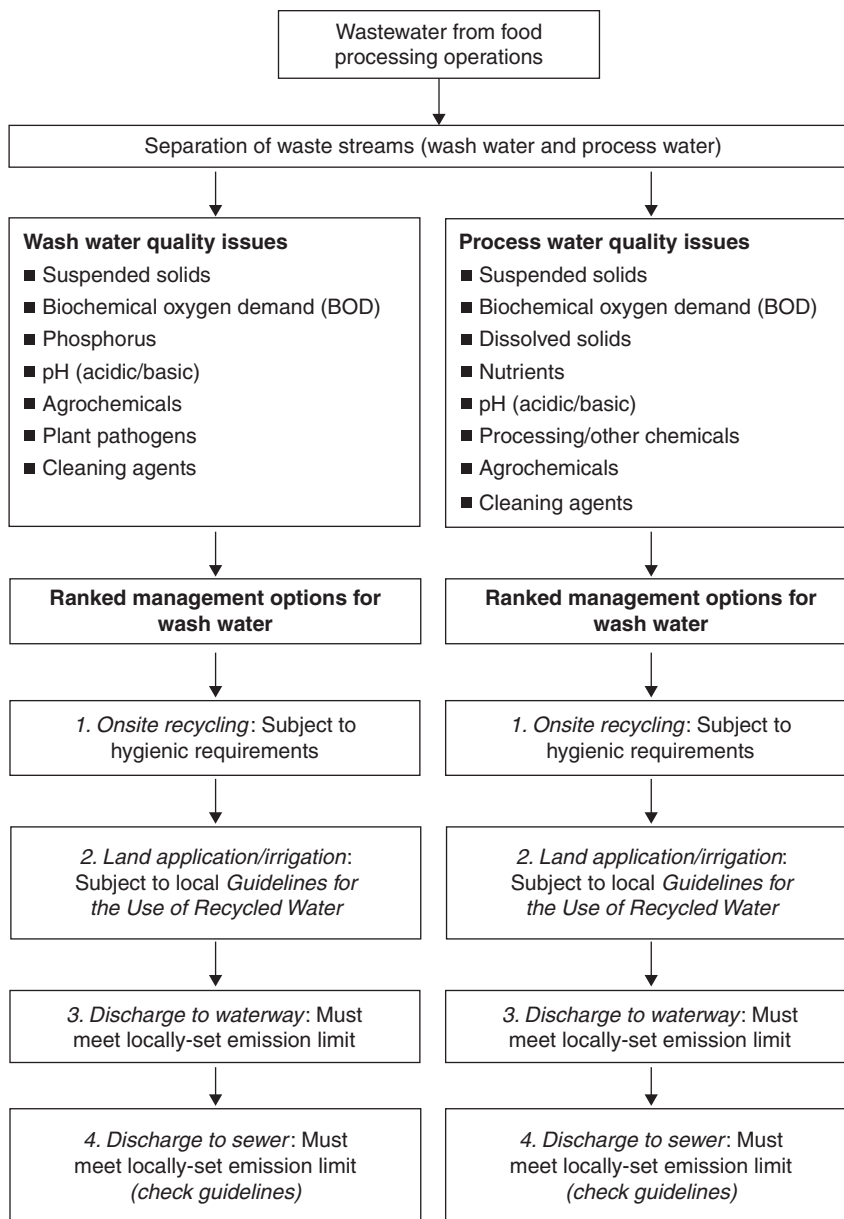 Wastewater from food
processing operations
Separation of waste streams (wash water and process water)
Wash water quality issues
■ Suspended solids
■ Biochemical oxygen demand (BOD)
■ Phosphorus
■ pH (acidic/basic)
■ Agrochemicals
■ Plant pathogens
■ Cleaning agents
Process water quality issues
■ Suspended solids
■ Biochemical oxygen demand (BOD)
■ Dissolved solids
■ Nutrients
■ pH (acidic/basic)
■ Processing/other chemicals
■ Agrochemicals
■ Cleaning agents
Ranked management options for
wash water
1. Onsite recycling: Subject to
hygienic requirements
2. Land application/irrigation:
Subject to local Guidelines for
the Use of Recycled Water
3. Discharge to waterway: Must
meet locally-set emission limit
4. Discharge to sewer: Must
meet locally-set emission limit
(check guidelines)
Ranked management options for
wash water
1. Onsite recycling: Subject to
hygienic requirements
2. Land application/irrigation:
Subject to local Guidelines for
the Use of Recycled Water
3. Discharge to waterway: Must
meet locally-set emission limit
4. Discharge to sewer: Must
meet locally-set emission limit
(check guidelines)